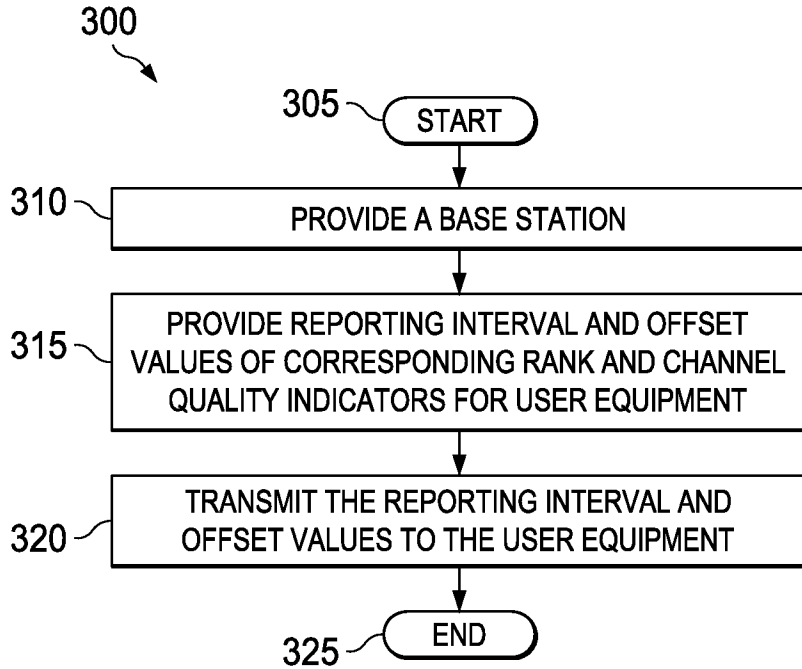 300
305
START
310
PROVIDE A BASE STATION
315
PROVIDE REPORTING INTERVAL AND OFFSET
VALUES OF CORRESPONDING RANK AND CHANNEL
QUALITY INDICATORS FOR USER EQUIPMENT
320
TRANSMIT THE REPORTING INTERVAL AND
OFFSET VALUES TO THE USER EQUIPMENT
325
END